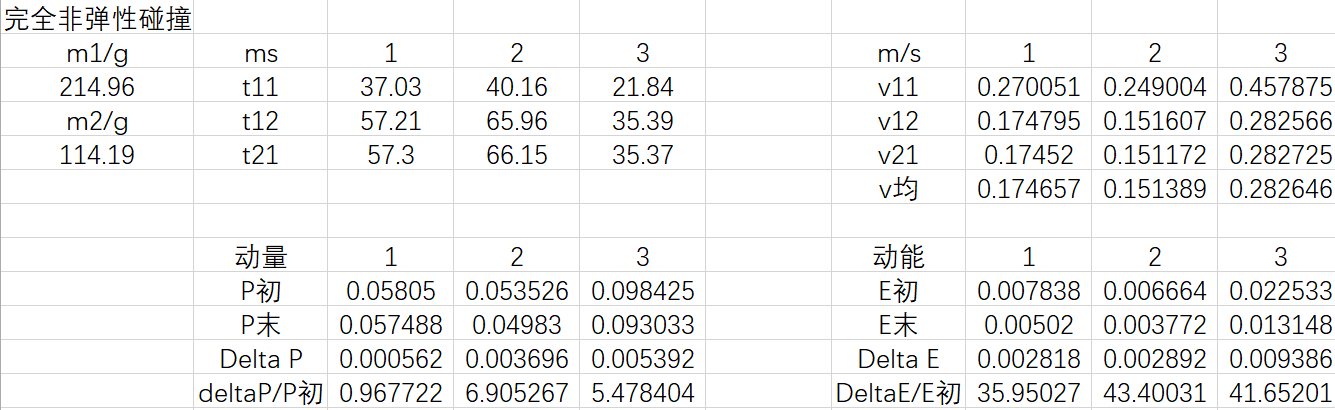 完全非弹性碰撞
m1/g ms 1 2 3 m/s 1 2 3
214.96 t11 37.03 40.16 21.84 v11 0.270051 0.249004 0.457875
m2/g t12 57.21 65.96 35.39 v12 0.174795 0.151607 0.282566
114.19 t21 57.3 66.15 35.37 v21 0.17452 0.151172 0.282725
v均 0.174657 0.151389 0.282646
动量 1 2 3 动能 1 2 3
P初 0.05805 0.053526 0.098425 E初 0.007838 0.006664 0.022533
P末 0.057488 0.04983 0.093033 E末 0.00502 0.003772 0.013148
Delta P 0.000562 0.003696 0.005392 Delta E 0.002818 0.002892 0.009386
deltaP/P初 0.967722 6.905267 5.478404 DeltaE/E初 35.95027 43.40031 41.65201